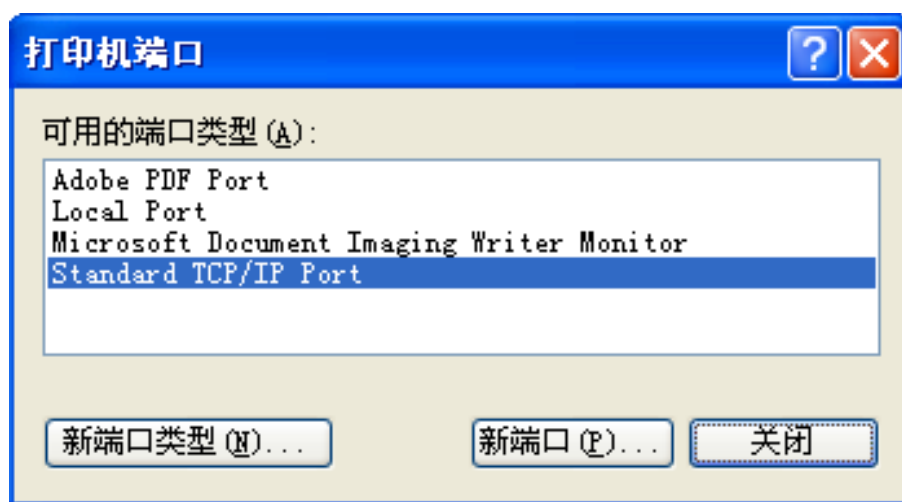 打印机端口
?
可用的端口类型(A):
Adobe PDF Port
Local Port
Microsoft Document Imaging Writer Monitor
Standard TCP/IP Port
新端口类型(N)... 新端口(P)... 关闭